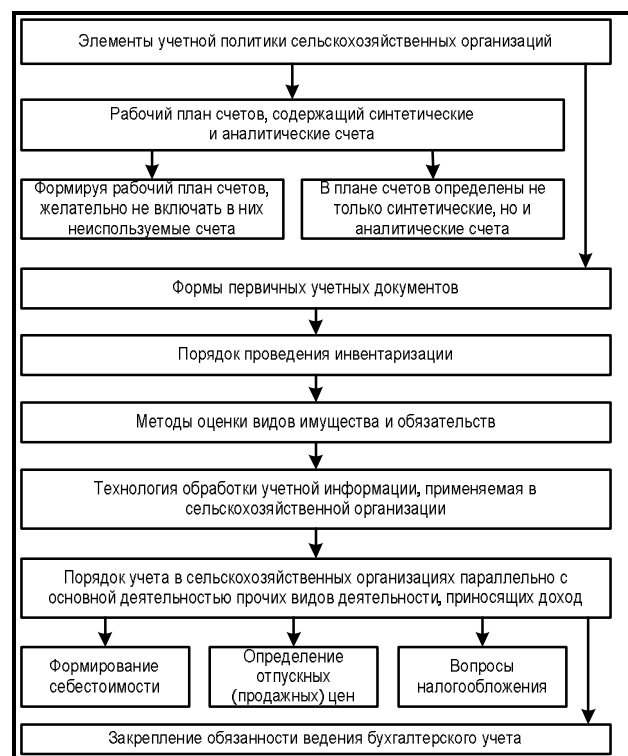 Элементы учетной политики сельскохозяйственных организаций
Рабочий план счетов, содержащий синтетические
и аналитические счета
Формируя рабочий план счетов,
желательно не включать в них
неиспользуемые счета
В плане счетов определены не
только синтетические, но и
аналитические счета
Формы первичных учетных документов
Порядок проведения инвентаризации
Методы оценки видов имущества и обязательств
Технология обработки учетной информации, применяемая в
сельскохозяйственной организации
Порядок учета в сельскохозяйственных организациях параллельно с
основной деятельностью прочих видов деятельности, приносящих доход
Формирование
себестоимости
Определение
отпускных
(продажных) цен
Вопросы
налогообложения
Закрепление обязанности ведения бухгалтерского учета